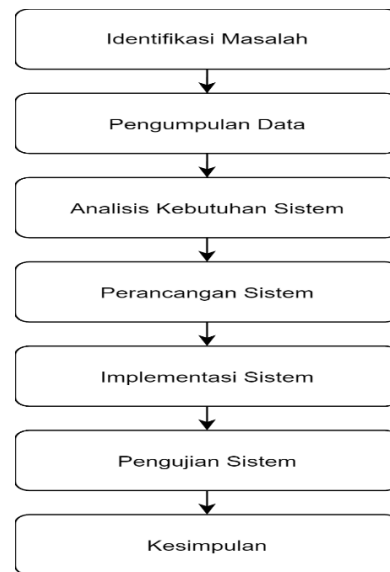 Identifikasi Masalah
Pengumpulan Data
Analisis Kebutuhan Sistem
Perancangan Sistem
Implementasi Sistem
Pengujian Sistem
Kesimpulan